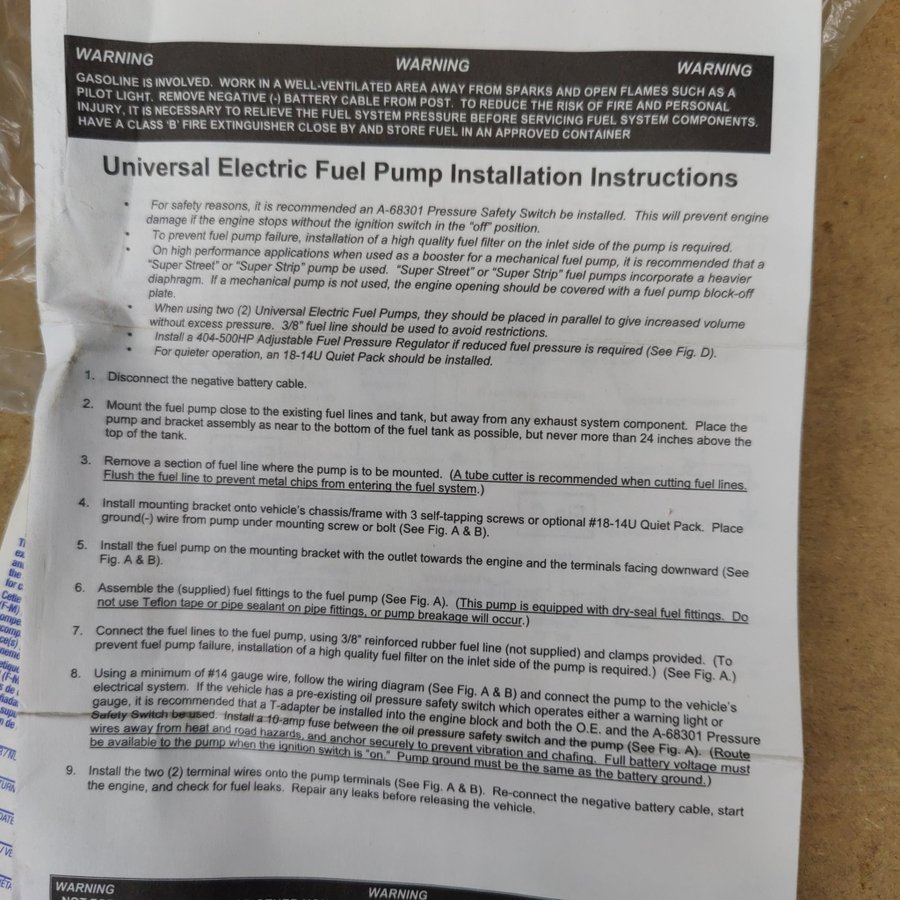 WARNING WARNING WARNING
GASOLINE IS INVOLVED. WORK IN A WELL-VENTILATED AREA AWAY FROM SPARKS AND OPEN FLAMES SUCH AS A
PILOT LIGHT. REMOVE NEGATIVE (-) BATTERY CABLE FROM POST. TO REDUCE THE RISK OF FIRE AND PERSONAL
INJURY, IT IS NECESSARY TO RELIEVE THE FUEL SYSTEM PRESSURE BEFORE SERVICING FUEL SYSTEM COMPONENTS.
HAVE A CLASS 'B' FIRE EXTINGUISHER CLOSE BY AND STORE FUEL IN AN APPROVED CONTAINER
Universal Electric Fuel Pump Installation Instructions
• For safety reasons, it is recommended an A-68301 Pressure Safety Switch be installed. This will prevent engine
damage if the engine stops without the ignition switch in the "off" position.
• To prevent fuel pump failure, installation of a high quality fuel filter on the inlet side of the pump is required.
• On high performance applications when used as a booster for a mechanical fuel pump, it is recommended that a
"Super Street" or "Super Strip" pump be used. "Super Street" or "Super Strip" fuel pumps incorporate a heavier
diaphragm. If a mechanical pump is not used, the engine opening should be covered with a fuel pump block-off
plate.
• When using two (2) Universal Electric Fuel Pumps, they should be placed in parallel to give increased volume
without excess pressure. 3/8" fuel line should be used to avoid restrictions.
• Install a 404-500HP Adjustable Fuel Pressure Regulator if reduced fuel pressure is required (See Fig. D).
• For quieter operation, an 18-14U Quiet Pack should be installed.
1. Disconnect the negative battery cable.
2. Mount the fuel pump close to the existing fuel lines and tank, but away from any exhaust system component. Place the
pump and bracket assembly as near to the bottom of the fuel tank as possible, but never more than 24 inches above the
top of the tank.
3. Remove a section of fuel line where the pump is to be mounted. (A tube cutter is recommended when cutting fuel lines.
Flush the fuel line to prevent metal chips from entering the fuel system.)
4. Install mounting bracket onto vehicle's chassis/frame with 3 self-tapping screws or optional #18-14U Quiet Pack. Place
ground(-) wire from pump under mounting screw or bolt (See Fig. A & B).
5. Install the fuel pump on the mounting bracket with the outlet towards the engine and the terminals facing downward (See
Fig. A & B).
6. Assemble the (supplied) fuel fittings to the fuel pump (See Fig. A). (This pump is equipped with dry-seal fuel fittings. Do
not use Teflon tape or pipe sealant on pipe fittings, or pump breakage will occur.)
7. Connect the fuel lines to the fuel pump, using 3/8" reinforced rubber fuel line (not supplied) and clamps provided. (To
prevent fuel pump failure, installation of a high quality fuel filter on the inlet side of the pump is required.) (See Fig. A.)
8. Using a minimum of #14 gauge wire, follow the wiring diagram (See Fig. A & B) and connect the pump to the vehicle's
electrical system. If the vehicle has a pre-existing oil pressure safety switch which operates either a warning light or
gauge, it is recommended that a T-adapter be installed into the engine block and both the O.E. and the A-68301 Pressure
Safety Switch be used. Install a 10-amp fuse between the oil pressure safety switch and the pump (See Fig. A). (Route
wires away from heat and road hazards, and anchor securely to prevent vibration and chafing. Full battery voltage must
be available to the pump when the ignition switch is "on." Pump ground must be the same as the battery ground.)
9. Install the two (2) terminal wires onto the pump terminals (See Fig. A & B). Re-connect the negative battery cable, start
the engine, and check for fuel leaks. Repair any leaks before releasing the vehicle.
WARNING WARNING